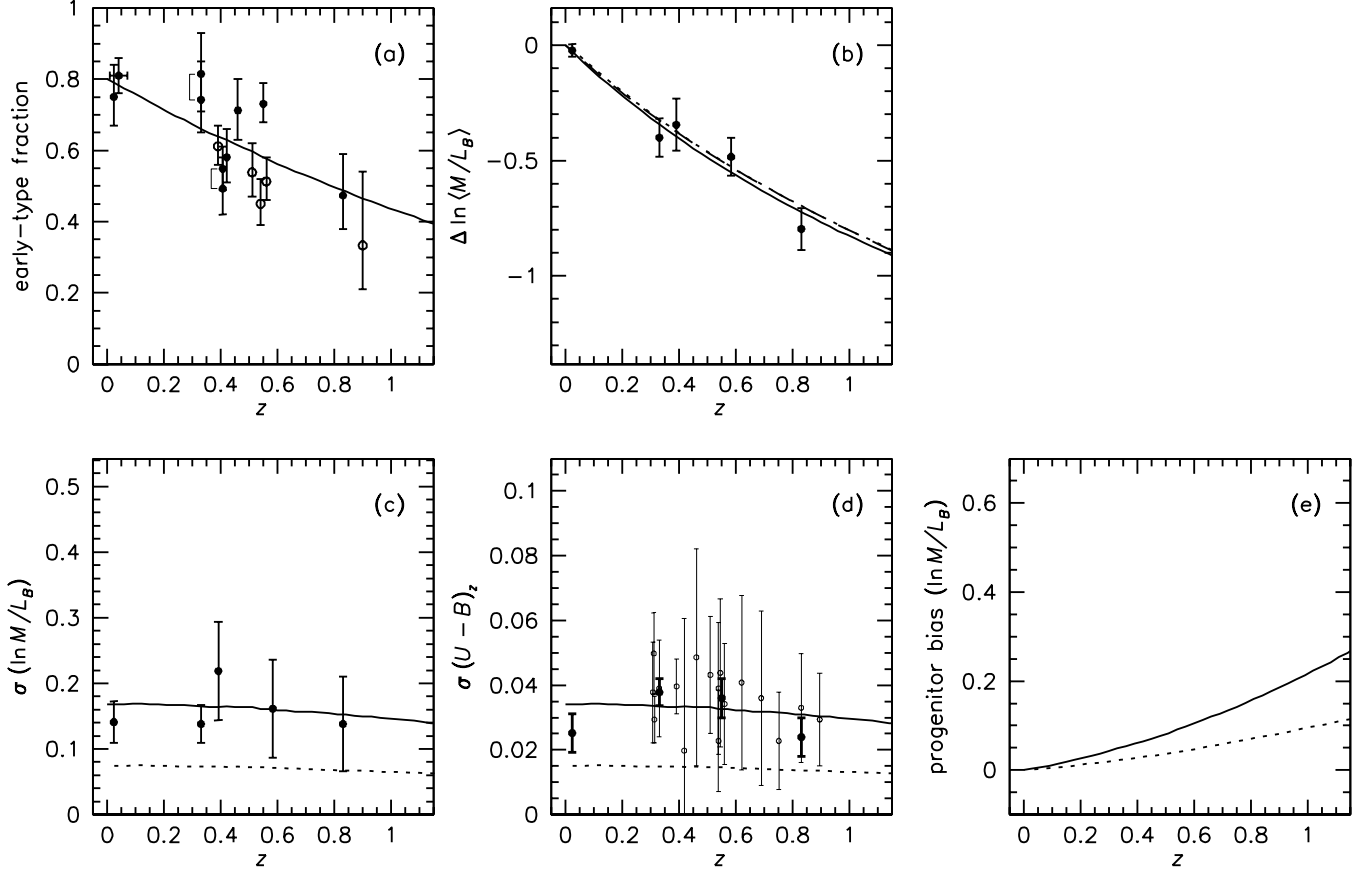 1
0.8
0.6
0.4
0.2
0
early−type fraction
(a)
0 0.2 0.4 0.6 0.8 1
z
0
−0.5
−1
Δ ln ⟨M/L_B⟩
(b)
0 0.2 0.4 0.6 0.8 1
z
0.5
0.4
0.3
0.2
0.1
0
σ (ln M/L_B)
(c)
0 0.2 0.4 0.6 0.8 1
z
0.1
0.08
0.06
0.04
0.02
0
σ (U − B)_z
(d)
0 0.2 0.4 0.6 0.8 1
z
0.6
0.4
0.2
0
progenitor bias (ln M/L_B)
(e)
0 0.2 0.4 0.6 0.8 1
z